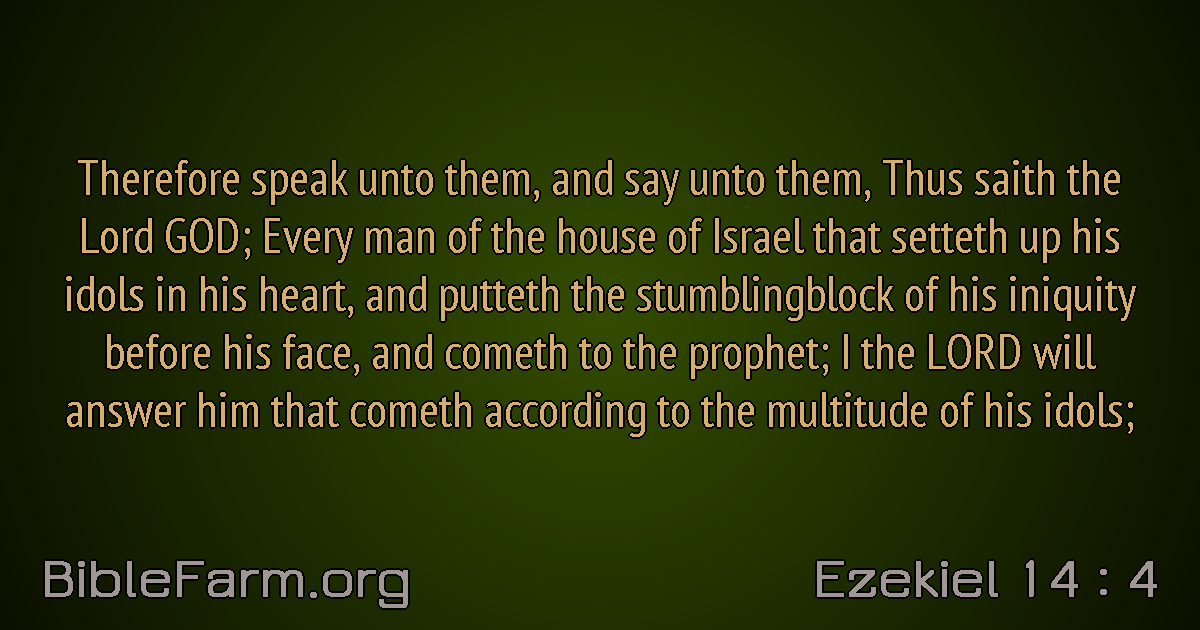 Therefore speak unto them, and say unto them, Thus saith the
Lord GOD; Every man of the house of Israel that setteth up his
idols in his heart, and putteth the stumblingblock of his iniquity
before his face, and cometh to the prophet; I the LORD will
answer him that cometh according to the multitude of his idols;
BibleFarm.org
Ezekiel 14 : 4